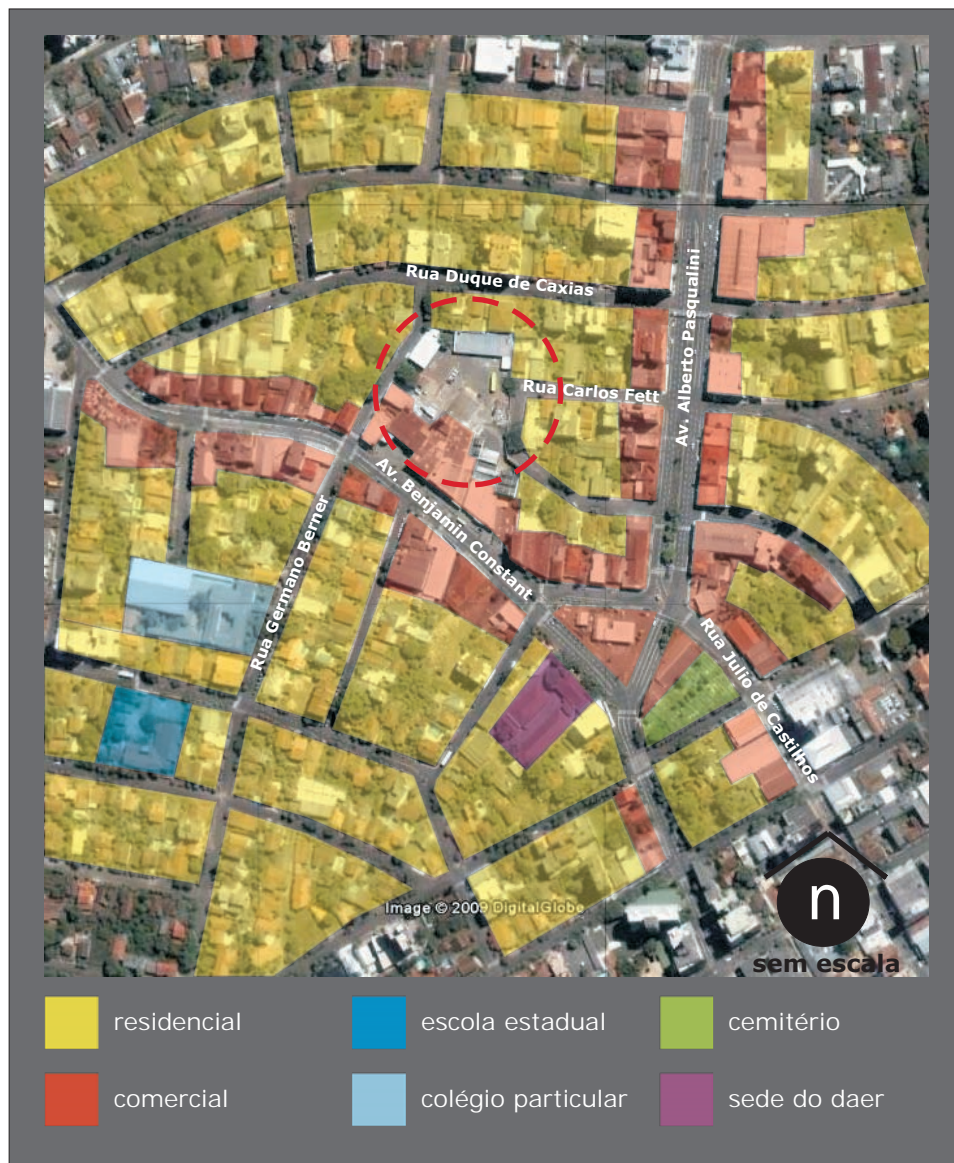 Rua Duque de Caxias
Av. Alberto Pasqualini
Rua Carlos Fett
Av. Benjamin Constant
Rua Germano Berner
Rua Julio de Castilhos
Image © 2009 DigitalGlobe
n
sem escala
residencial
escola estadual
cemitério
comercial
colégio particular
sede do daer